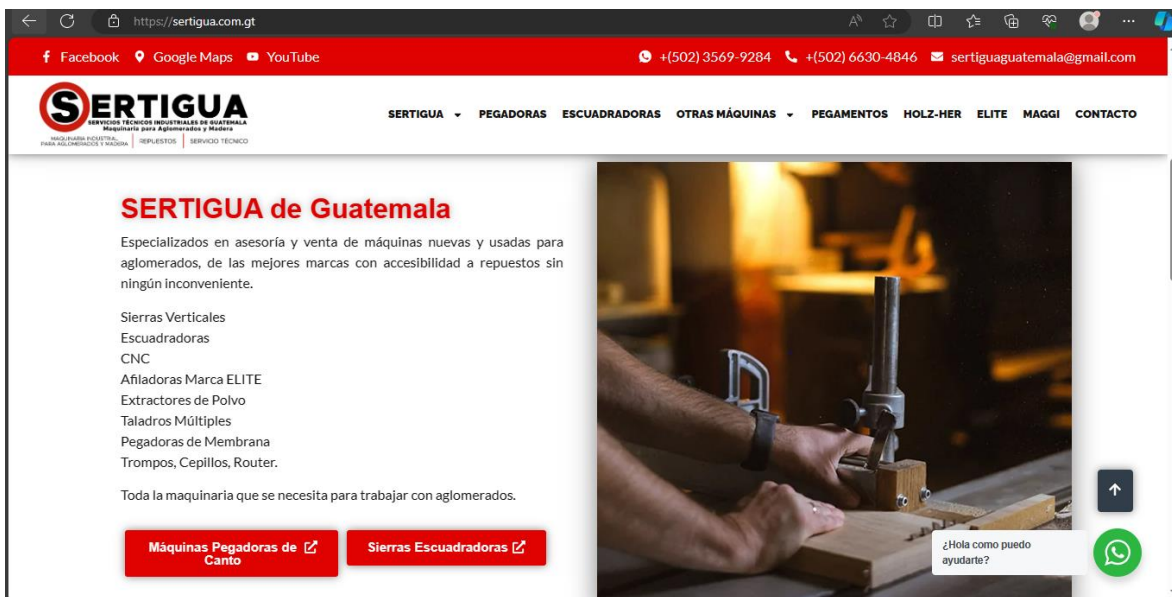 https://sertigua.com.gt
Facebook Google Maps YouTube +(502) 3569-9284 +(502) 6630-4846 sertiguaguatemala@gmail.com
SERTIGUA
SERVICIOS TÉCNICOS INDUSTRIALES DE GUATEMALA
Maquinaria para Aglomerados y Madera
MAQUINARIA INDUSTRIAL
PARA AGLOMERADOS Y MADERA
REPUESTOS
SERVICIO TÉCNICO
SERTIGUA PEGADORAS ESCUADRADORAS OTRAS MÁQUINAS PEGAMENTOS HOLZ-HER ELITE MAGGI CONTACTO
SERTIGUA de Guatemala
Especializados en asesoría y venta de máquinas nuevas y usadas para
aglomerados, de las mejores marcas con accesibilidad a repuestos sin
ningún inconveniente.
Sierras Verticales
Escuadradoras
CNC
Afiladoras Marca ELITE
Extractores de Polvo
Taladros Múltiples
Pegadoras de Membrana
Trompos, Cepillos, Router.
Toda la maquinaria que se necesita para trabajar con aglomerados.
Máquinas Pegadoras de
Canto
Sierras Escuadradoras
¿Hola como puedo
ayudarte?